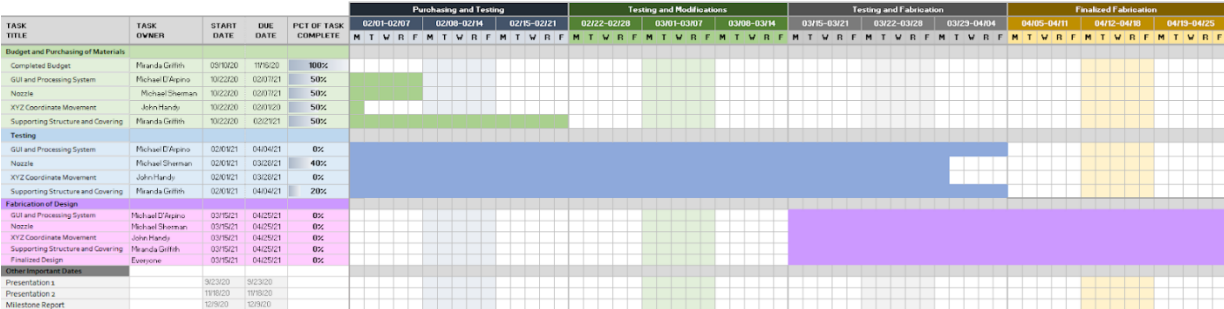 Purchasing and Testing Testing and Modifications Testing and Fabrication Finalized Fabrication
TASK TITLE TASK OWNER START DATE DUE DATE PCT OF TASK COMPLETE 02/01-02/07 02/08-02/14 02/15-02/21 02/22-02/28 03/01-03/07 03/08-03/14 03/15-03/21 03/22-03/28 03/29-04/04 04/05-04/11 04/12-04/18 04/19-04/25
M T W R F M T W R F M T W R F M T W R F M T W R F M T W R F M T W R F M T W R F M T W R F M T W R F M T W R F M T W R F
Budget and Purchasing of Materials
Completed Budget Miranda Griffith 09/10/20 11/16/20 100%
GUI and Processing System Michael D'Arpino 10/22/20 02/07/21 50%
Nozzle Michael Sherman 10/22/20 02/07/21 50%
XYZ Coordinate Movement John Handy 10/22/20 02/01/20 50%
Supporting Structure and Covering Miranda Griffith 10/22/20 02/21/21 50%
Testing
GUI and Processing System Michael D'Arpino 02/01/21 04/04/21 0%
Nozzle Michael Sherman 02/01/21 03/28/21 40%
XYZ Coordinate Movement John Handy 02/01/21 03/28/21 0%
Supporting Structure and Covering Miranda Griffith 02/01/21 04/04/21 20%
Fabrication of Design
GUI and Processing System Michael D'Arpino 03/15/21 04/25/21 0%
Nozzle Michael Sherman 03/15/21 04/25/21 0%
XYZ Coordinate Movement John Handy 03/15/21 04/25/21 0%
Supporting Structure and Covering Miranda Griffith 03/15/21 04/25/21 0%
Finalized Design Everyone 03/15/21 04/25/21 0%
Other Important Dates
Presentation 1 9/23/20 9/23/20
Presentation 2 11/18/20 11/18/20
Milestone Report 12/9/20 12/9/20